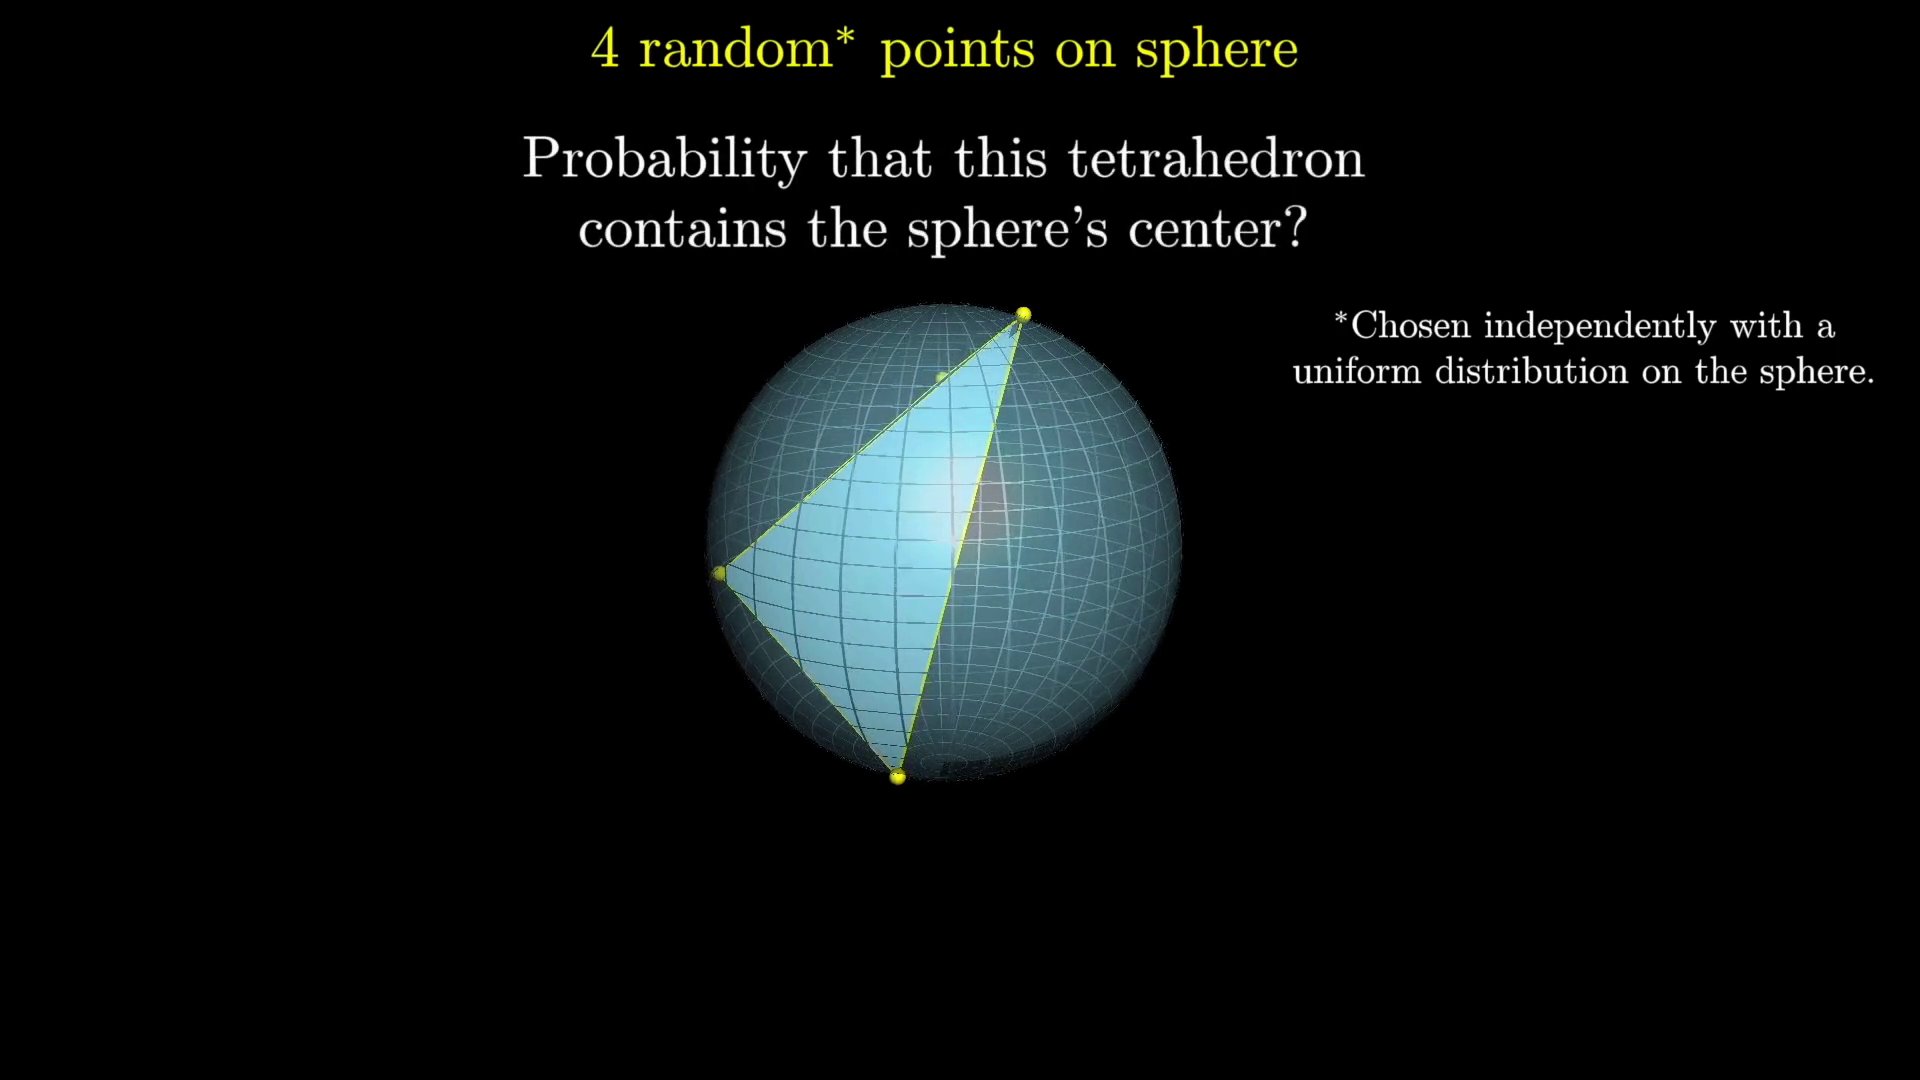 4 random* points on sphere
Probability that this tetrahedron
contains the sphere's center?
*Chosen independently with a
uniform distribution on the sphere.